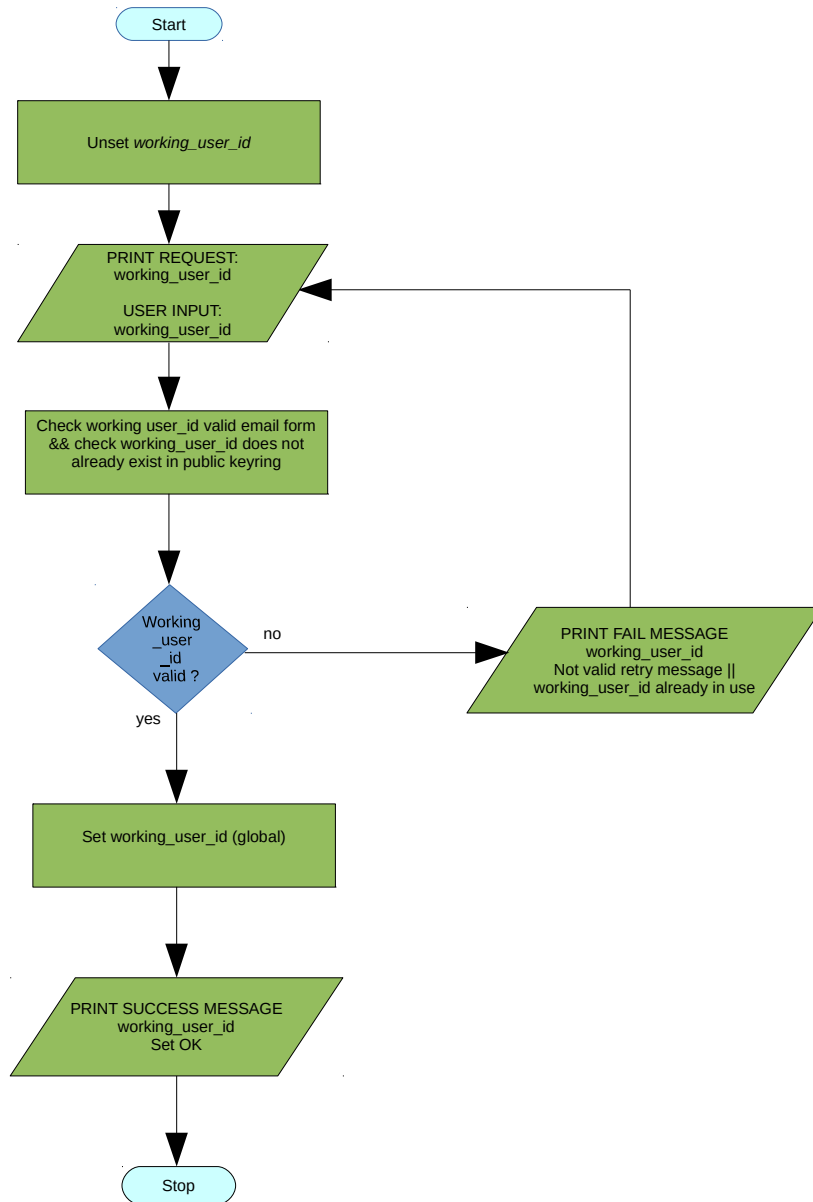 Start
Unset working_user_id
PRINT REQUEST:
working_user_id
USER INPUT:
working_user_id
Check working user_id valid email form
&& check working_user_id does not
already exist in public keyring
Working
_user
_id
valid ?
no
PRINT FAIL MESSAGE
working_user_id
Not valid retry message ||
working_user_id already in use
yes
Set working_user_id (global)
PRINT SUCCESS MESSAGE
working_user_id
Set OK
Stop